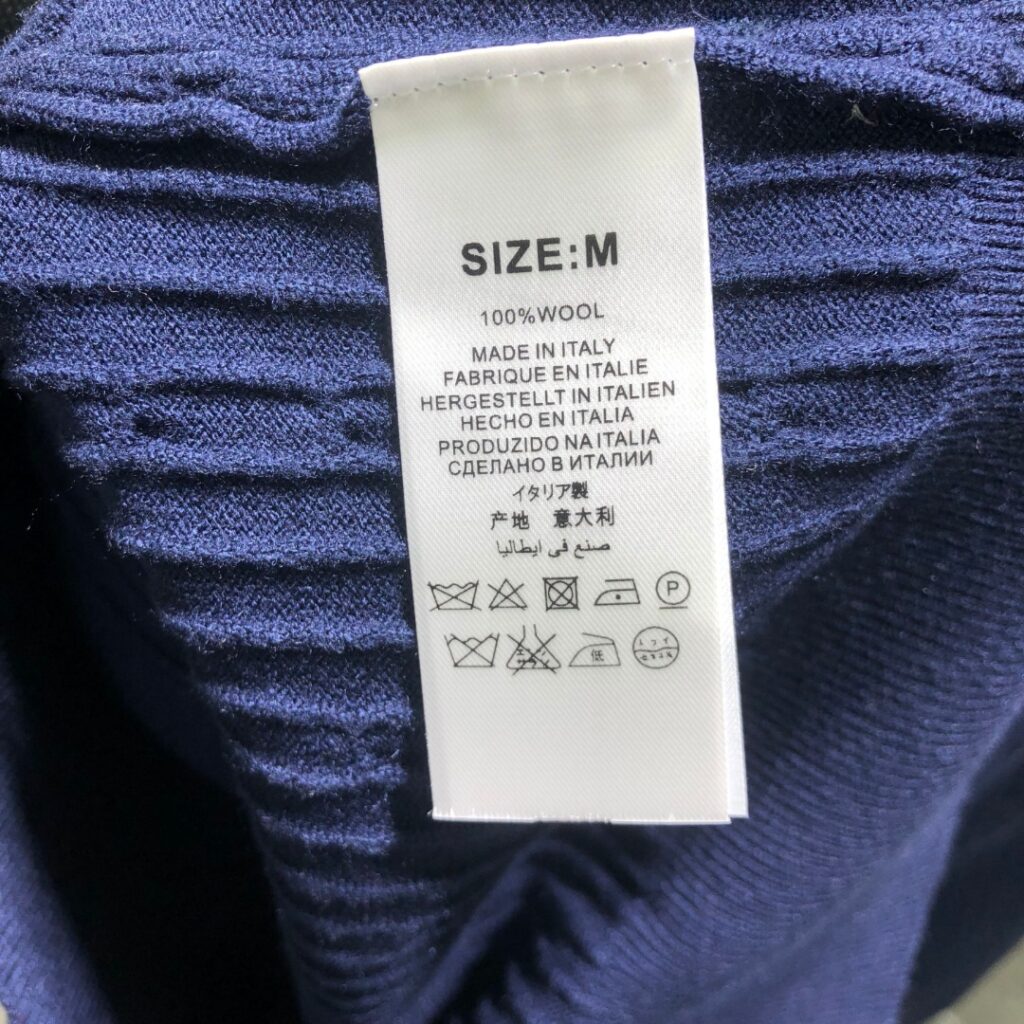 SIZE:M
100%WOOL
MADE IN ITALY
FABRIQUE EN ITALIE
HERGESTELLT IN ITALIEN
HECHO EN ITALIA
PRODUZIDO NA ITALIA
СДЕЛАНО В ИТАЛИИ
イタリア製
产地 意大利
صنع في ايطاليا
P
低